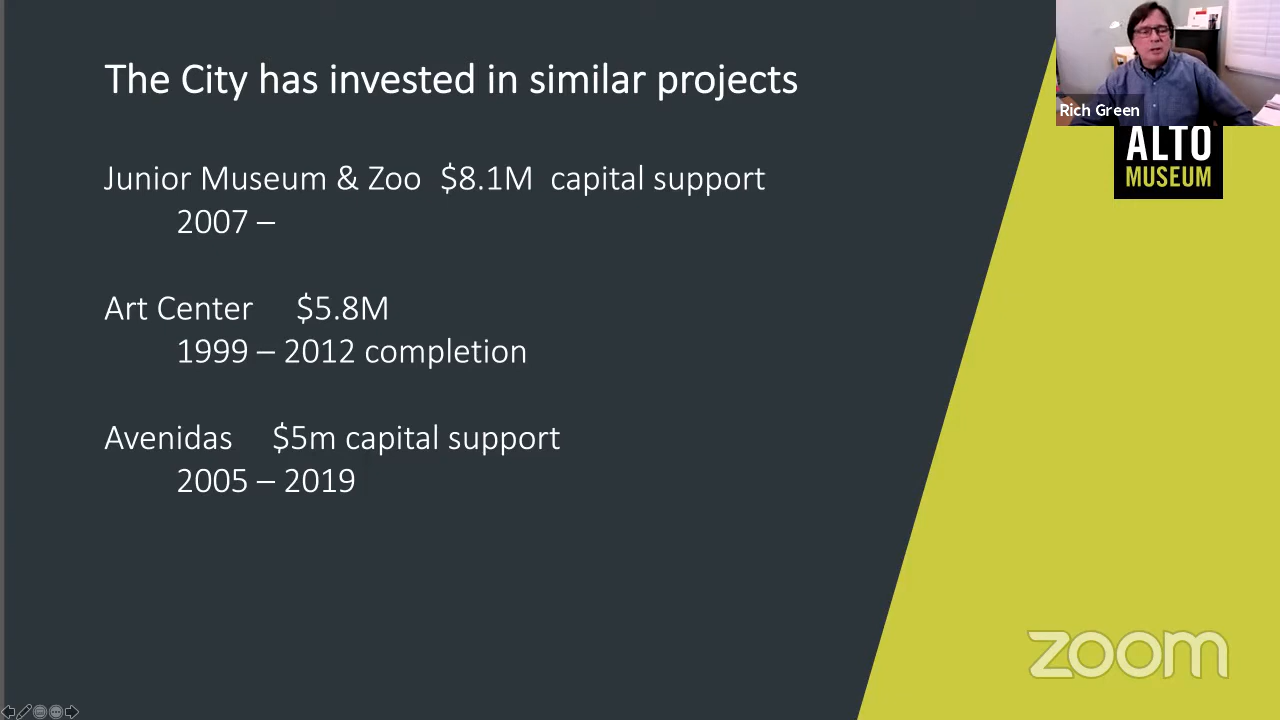 The City has invested in similar projects
Junior Museum & Zoo $8.1M capital support
2007 –
Art Center $5.8M
1999 – 2012 completion
Avenidas $5m capital support
2005 – 2019
Rich Green
ALTO
MUSEUM
zoom